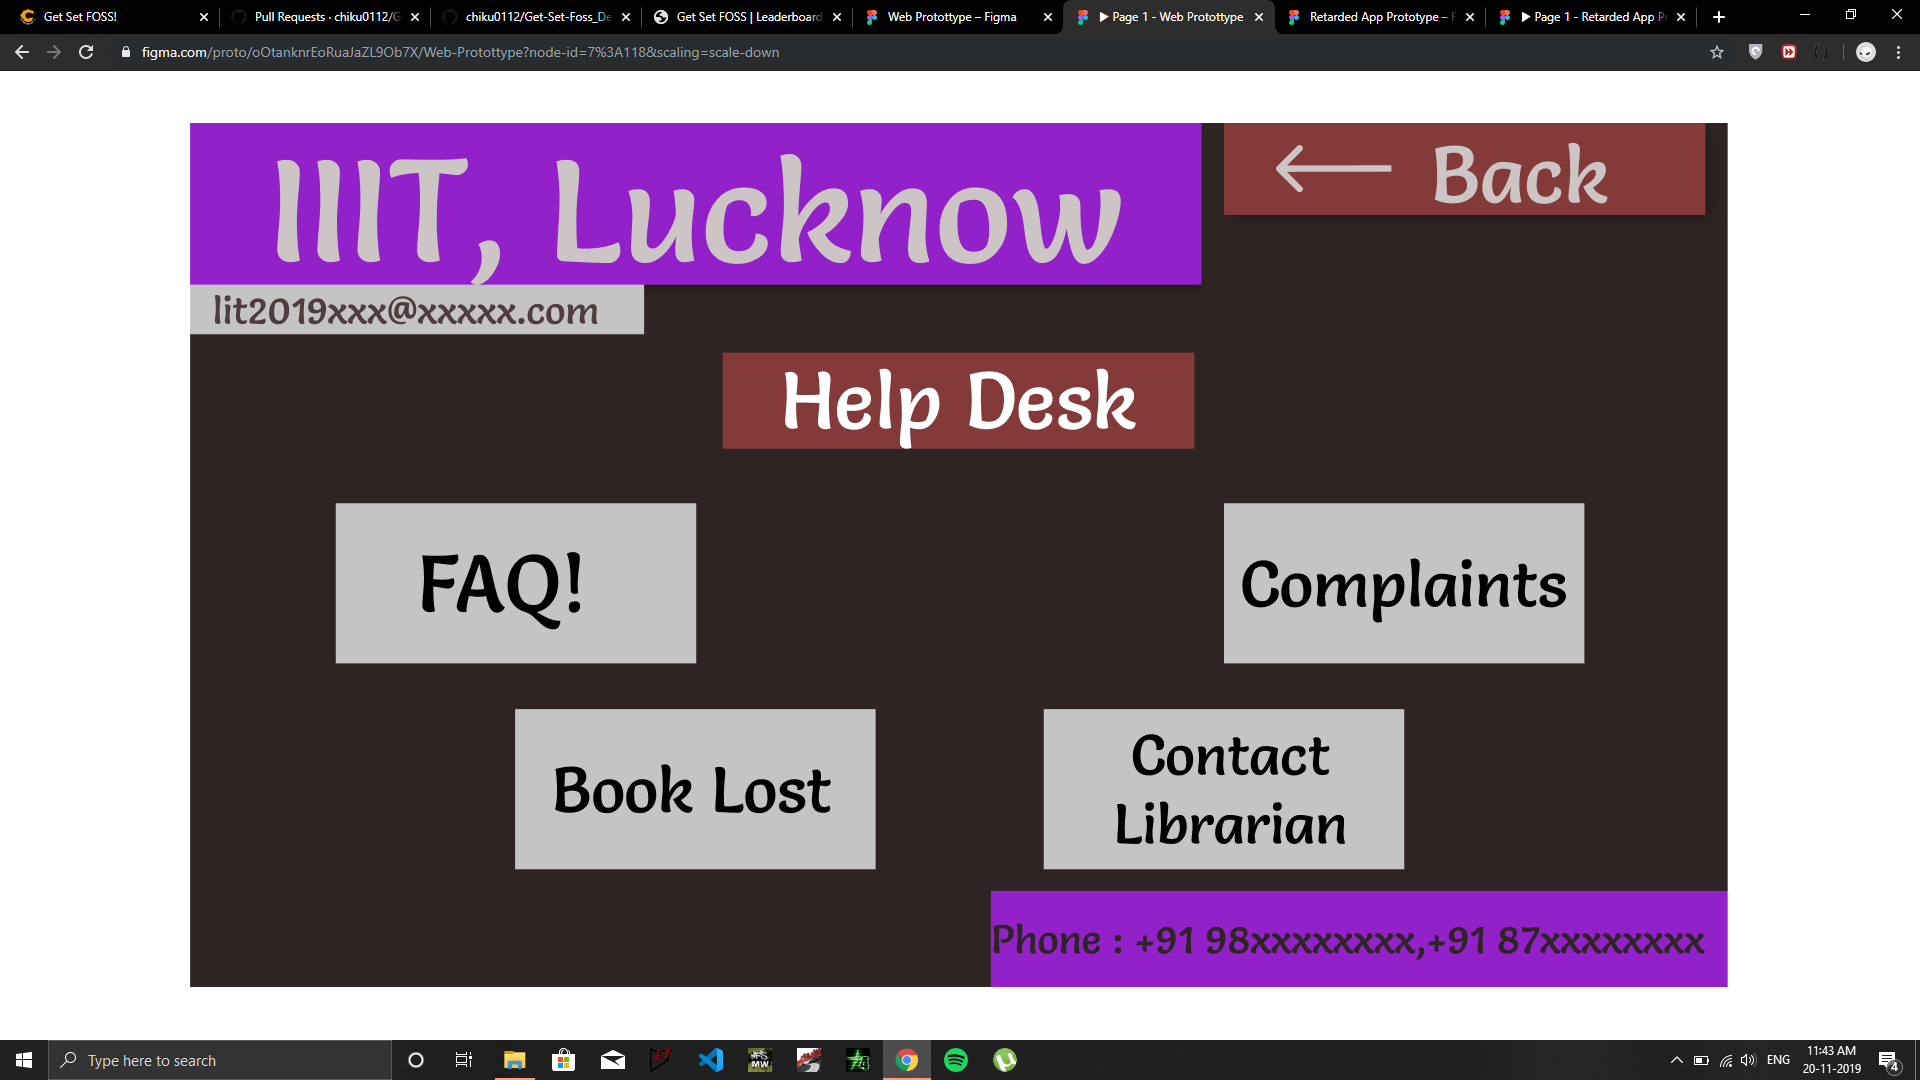 Get Set FOSS!
Pull Requests · chiku0112/G
chiku0112/Get-Set-Foss_De
Get Set FOSS | Leaderboard
Web Protottype – Figma
Page 1 - Web Protottype
Retarded App Prototype – F
Page 1 - Retarded App P
figma.com/proto/oOtanknrEoRuaJaZL9Ob7X/Web-Protottype?node-id=7%3A118&scaling=scale-down
IIIT, Lucknow
Back
lit2019xxx@xxxxx.com
Help Desk
FAQ!
Complaints
Book Lost
Contact
Librarian
Phone : +91 98xxxxxxxx,+91 87xxxxxxxx
Type here to search
ENG
11:43 AM
20-11-2019
4